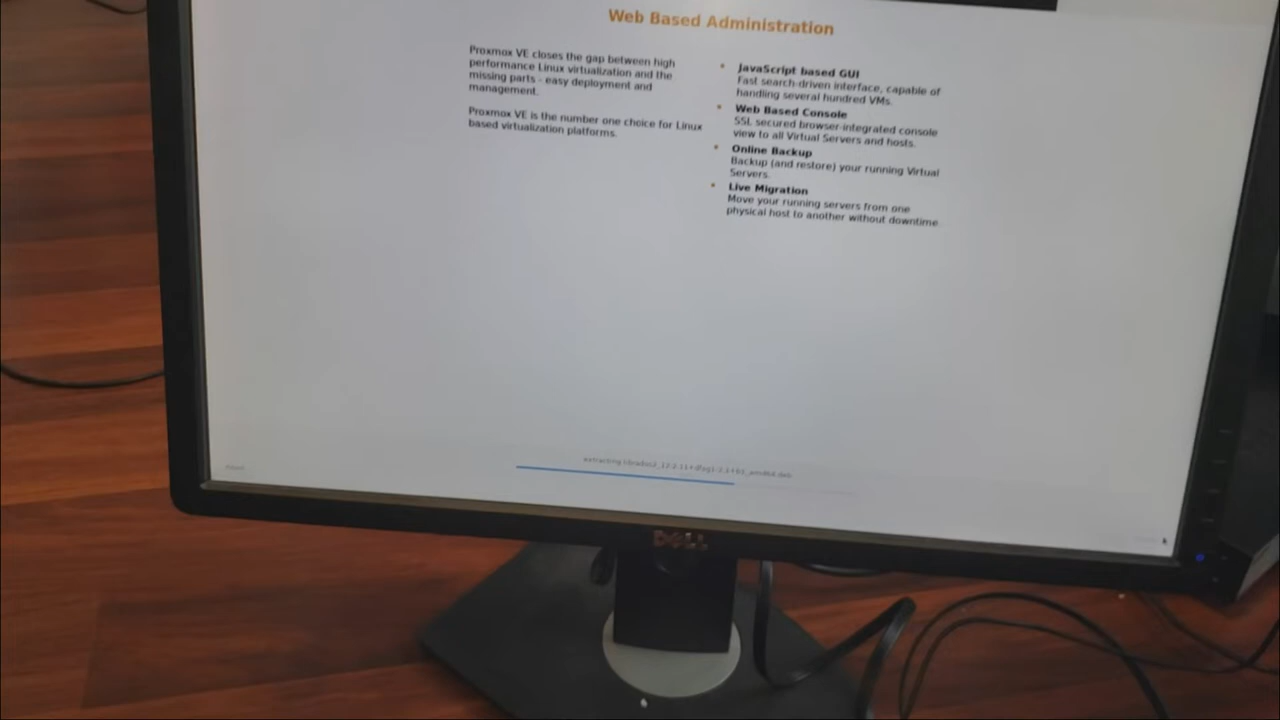 Web Based Administration
Proxmox VE closes the gap between high
performance Linux virtualization and the
missing parts - easy deployment and
management.
Proxmox VE is the number one choice for Linux
based virtualization platforms.
JavaScript based GUI
Fast search-driven interface, capable of
handling several hundred VMs.
Web Based Console
SSL secured browser-integrated console
view to all Virtual Servers and hosts.
Online Backup
Backup (and restore) your running Virtual
Servers.
Live Migration
Move your running servers from one
physical host to another without downtime.
extracting
DELL